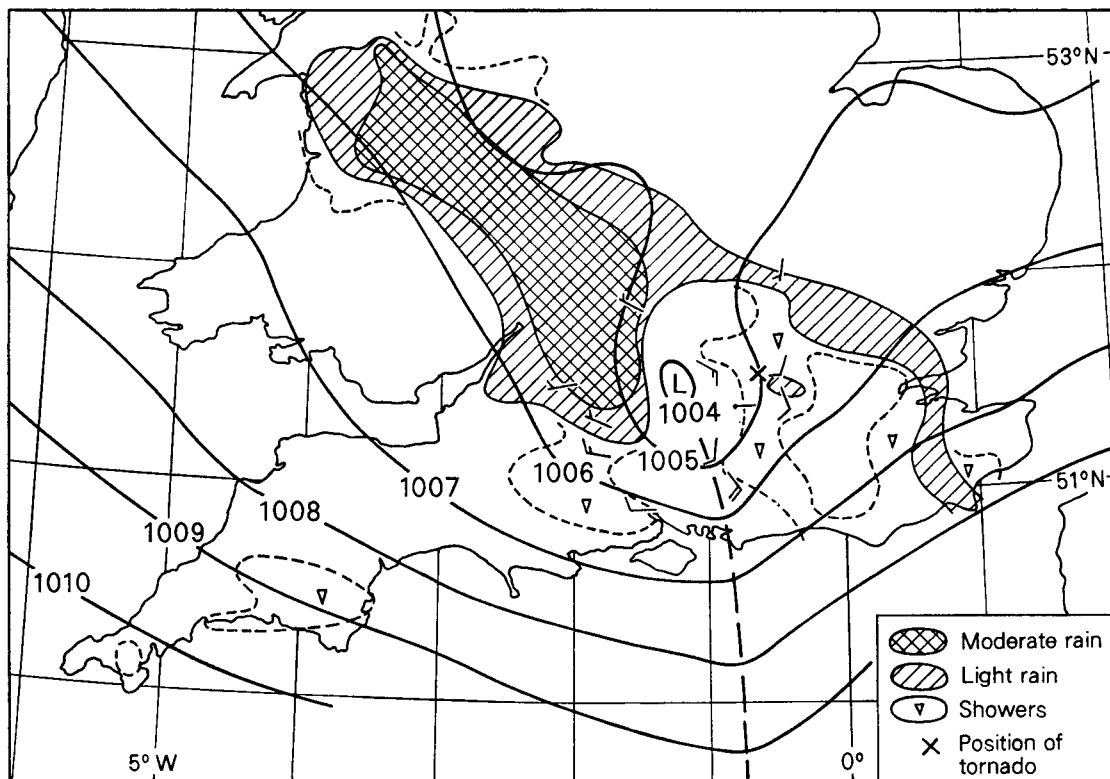 53°N
L
1004
1005
1006
1007
1008
1009
1010
51°N
5° W
0°
Moderate rain
Light rain
Showers
Position of
tornado